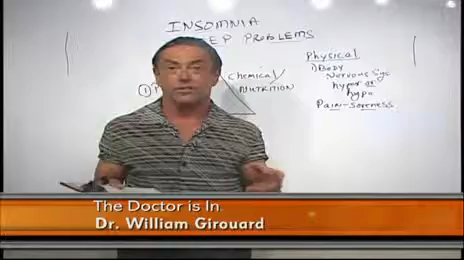 INSOMNIA
EEP PROBLEMS
Physical
1) BODY
Nervous Sys
hyper or
hypo
Pain-Soreness
Chemical
NUTRITION
①
The Doctor is In
Dr. William Girouard